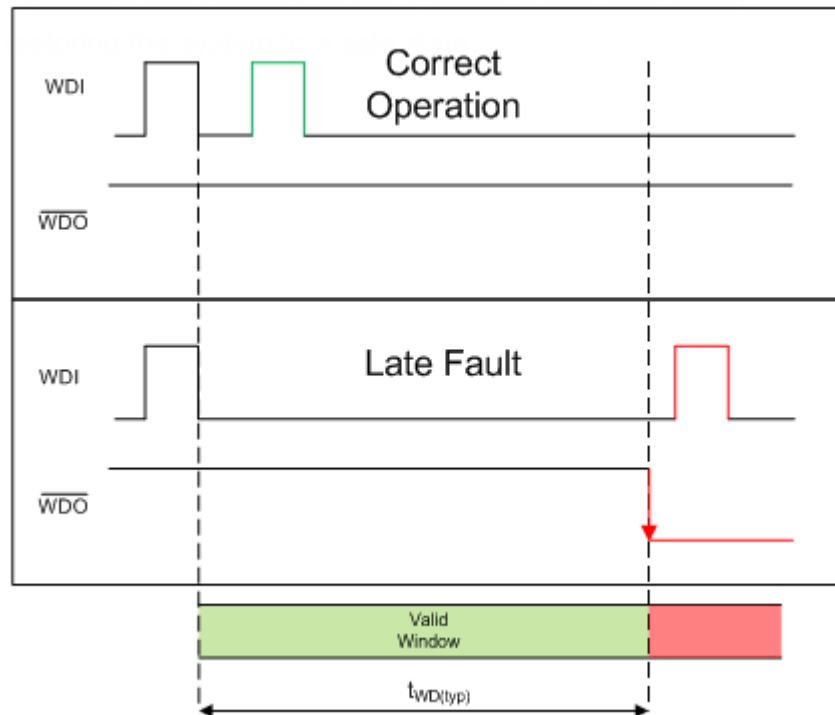 WDI
Correct
Operation
WDO
WDI
Late Fault
WDO
Valid
Window
tWD(typ)